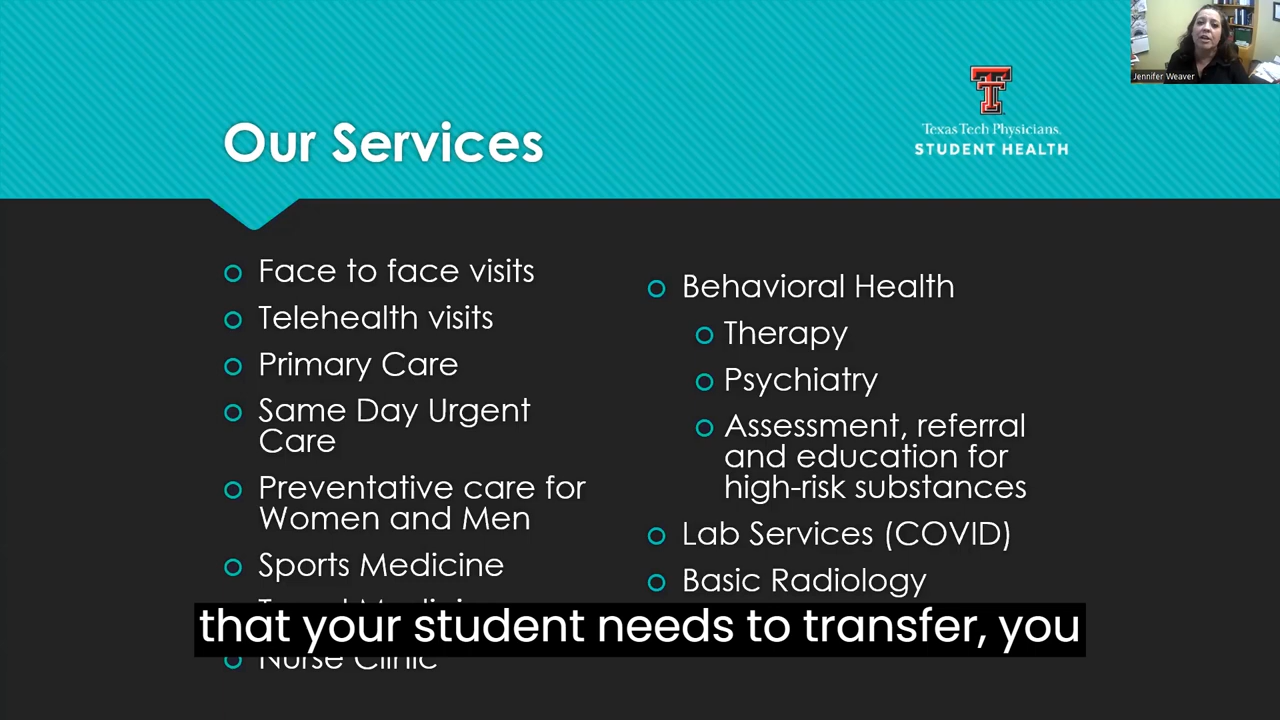 Jennifer Weaver
Our Services
Texas Tech Physicians.
STUDENT HEALTH
Face to face visits
Telehealth visits
Primary Care
Same Day Urgent
Care
Preventative care for
Women and Men
Sports Medicine
Nurse Clinic
Behavioral Health
Therapy
Psychiatry
Assessment, referral
and education for
high-risk substances
Lab Services (COVID)
Basic Radiology
that your student needs to transfer, you